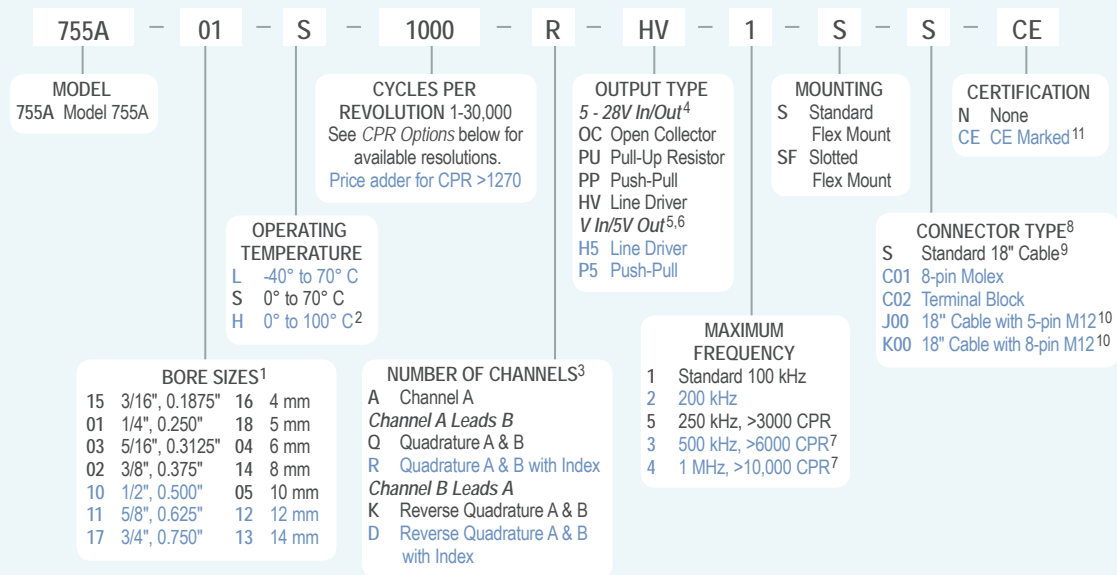 755A – 01 – S – 1000 – R – HV – 1 – S – S – CE
MODEL
755A Model 755A
CYCLES PER
REVOLUTION 1-30,000
See CPR Options below for
available resolutions.
Price adder for CPR >1270
OUTPUT TYPE
5 - 28V In/Out4
OC Open Collector
PU Pull-Up Resistor
PP Push-Pull
HV Line Driver
V In/5V Out5,6
H5 Line Driver
P5 Push-Pull
MOUNTING
S Standard
Flex Mount
SF Slotted
Flex Mount
CERTIFICATION
N None
CE CE Marked11
OPERATING
TEMPERATURE
L -40° to 70° C
S 0° to 70° C
H 0° to 100° C2
CONNECTOR TYPE8
S Standard 18" Cable9
C01 8-pin Molex
C02 Terminal Block
J00 18" Cable with 5-pin M1210
K00 18" Cable with 8-pin M1210
BORE SIZES1
15 3/16", 0.1875" 16 4 mm
01 1/4", 0.250" 18 5 mm
03 5/16", 0.3125" 04 6 mm
02 3/8", 0.375" 14 8 mm
10 1/2", 0.500" 05 10 mm
11 5/8", 0.625" 12 12 mm
17 3/4", 0.750" 13 14 mm
NUMBER OF CHANNELS3
A Channel A
Channel A Leads B
Q Quadrature A & B
R Quadrature A & B with Index
Channel B Leads A
K Reverse Quadrature A & B
D Reverse Quadrature A & B
with Index
MAXIMUM
FREQUENCY
1 Standard 100 kHz
2 200 kHz
5 250 kHz, >3000 CPR
3 500 kHz, >6000 CPR7
4 1 MHz, >10,000 CPR7